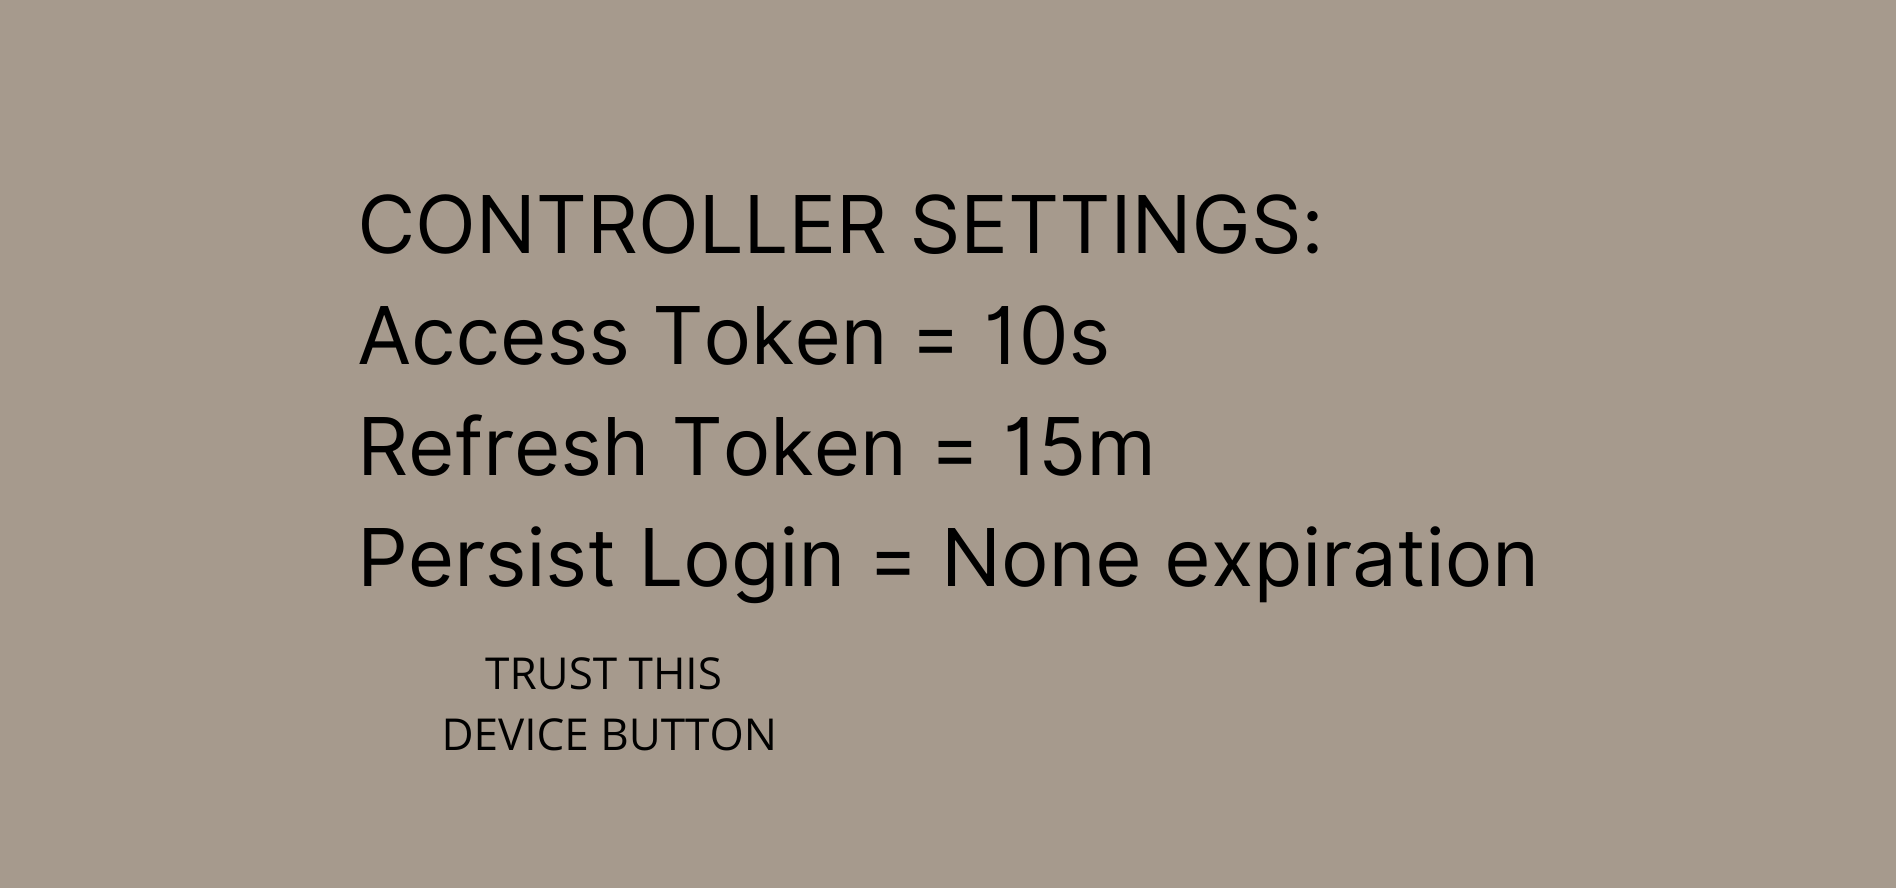 CONTROLLER SETTINGS:
Access Token = 10s
Refresh Token = 15m
Persist Login = None expiration
TRUST THIS
DEVICE BUTTON